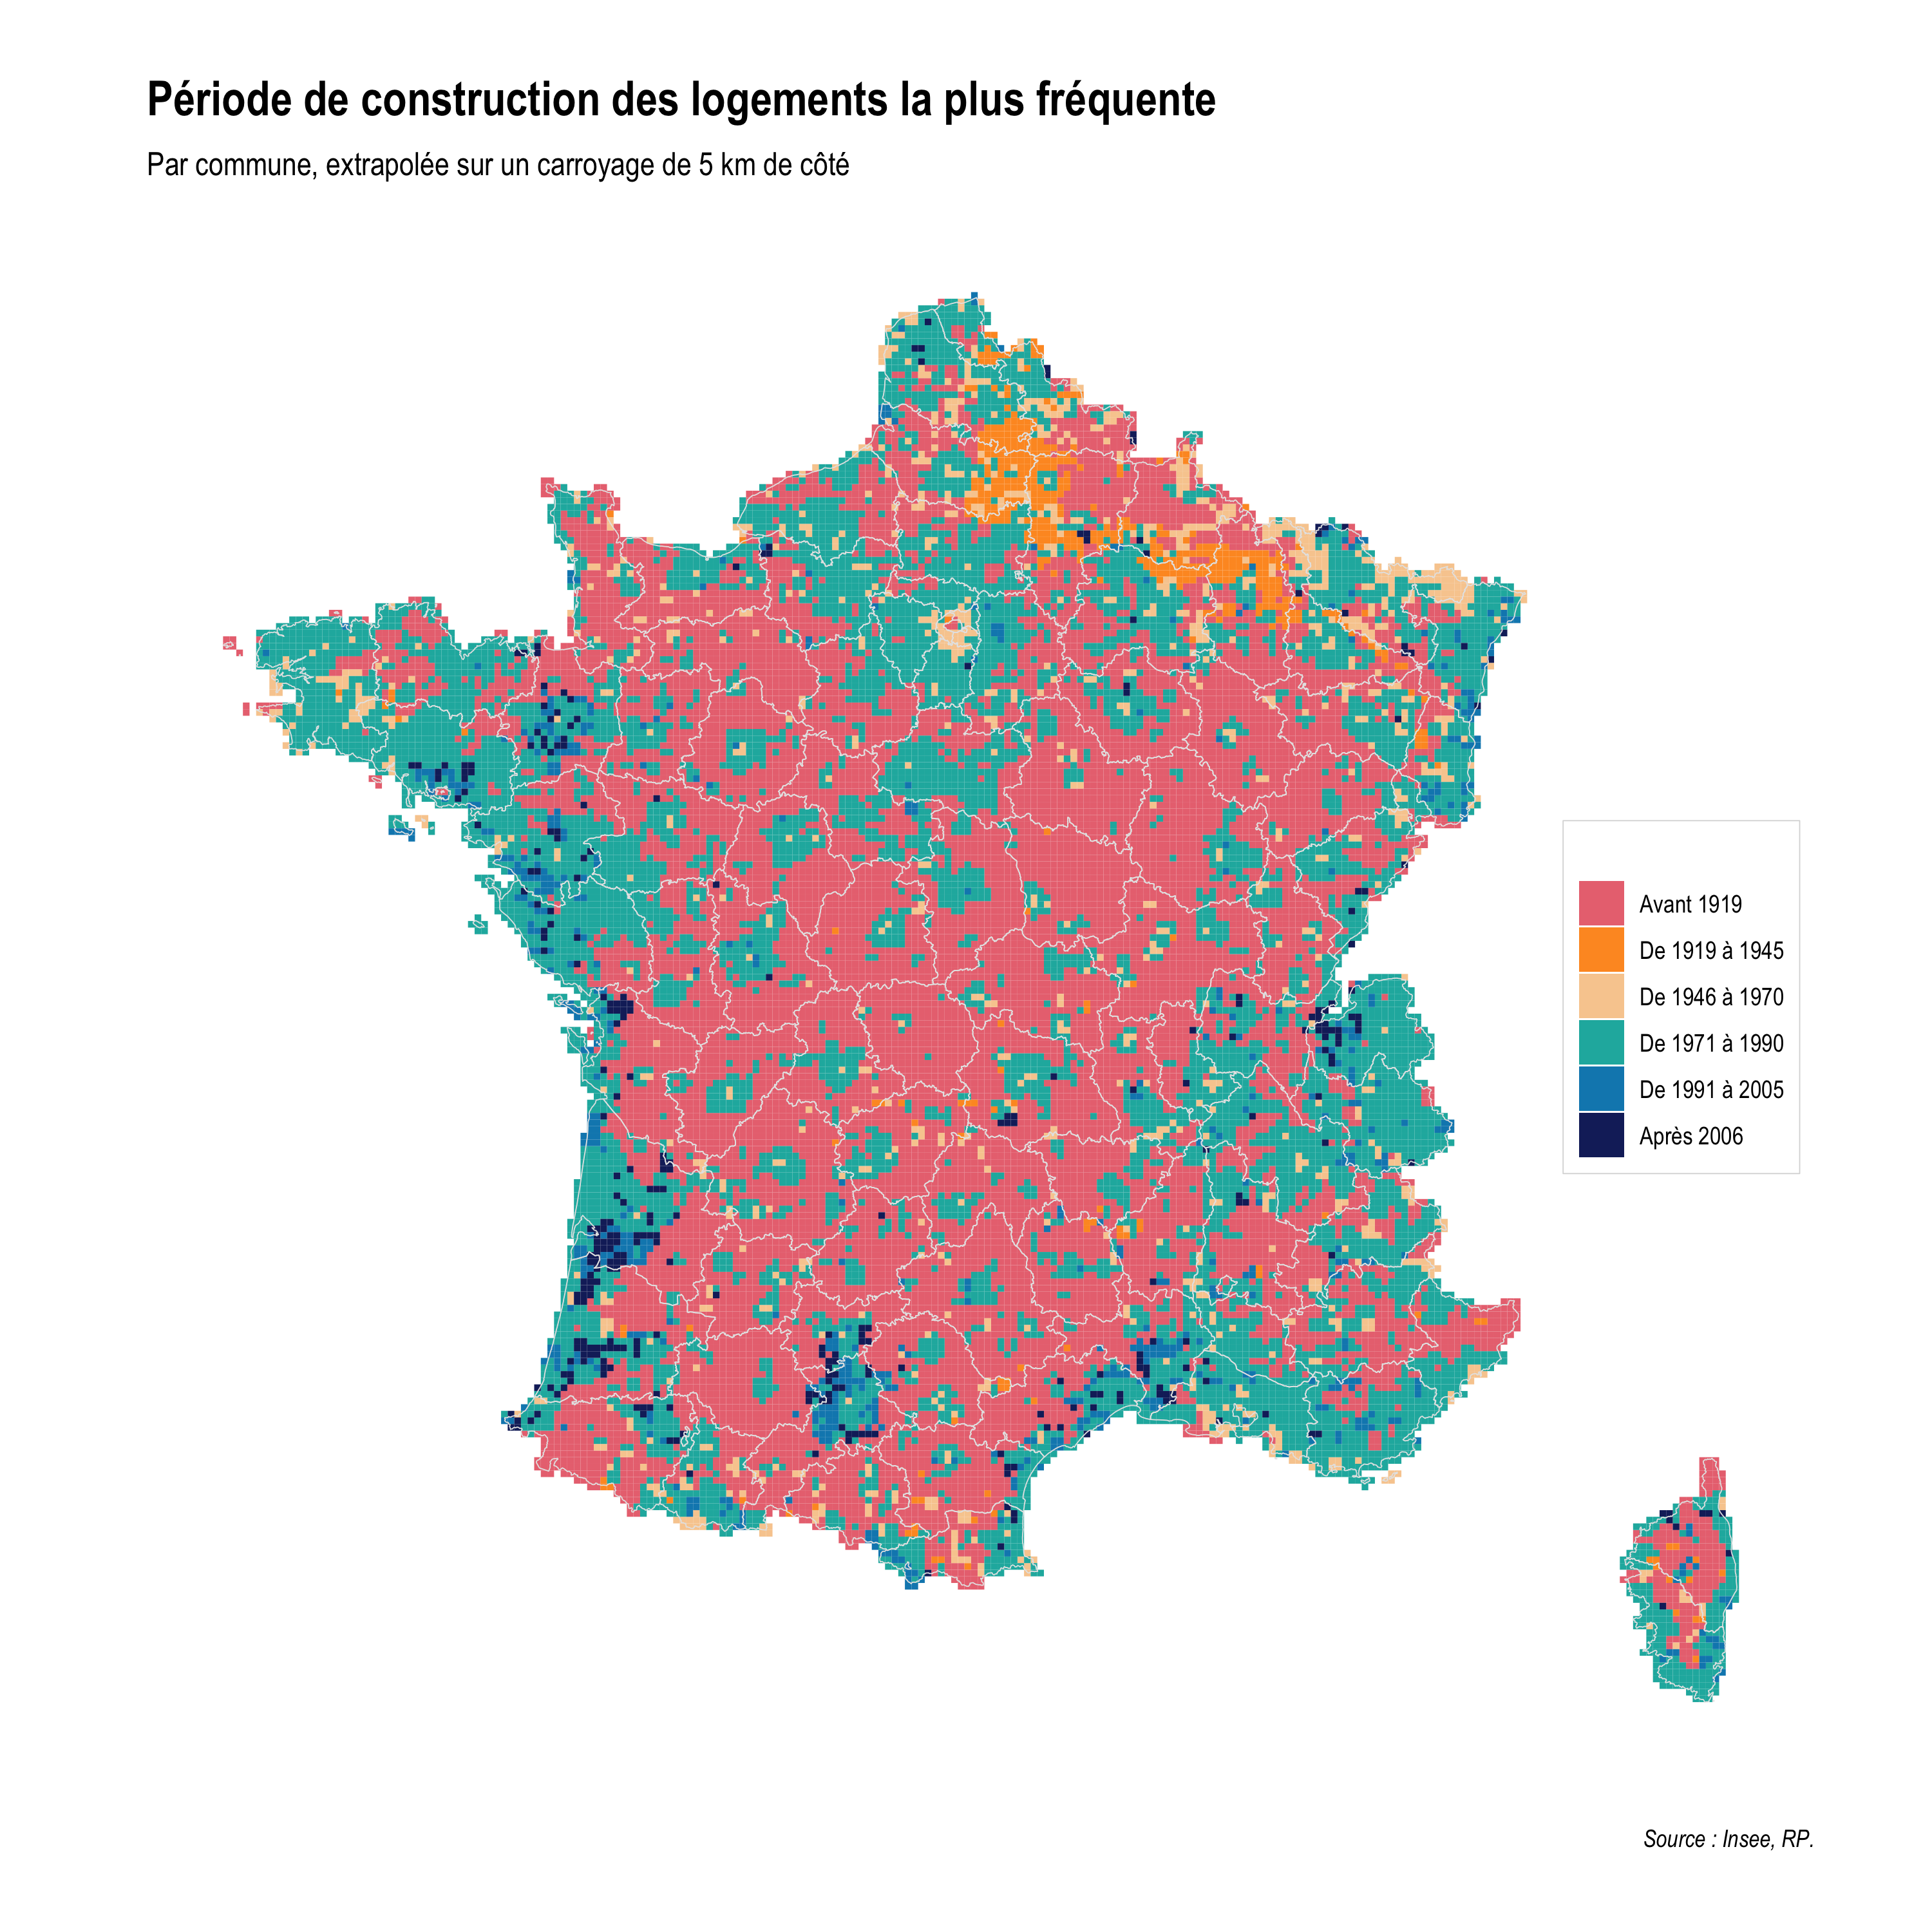 Période de construction des logements la plus fréquente
Par commune, extrapolée sur un carroyage de 5 km de côté
Avant 1919
De 1919 à 1945
De 1946 à 1970
De 1971 à 1990
De 1991 à 2005
Après 2006
Source : Insee, RP.